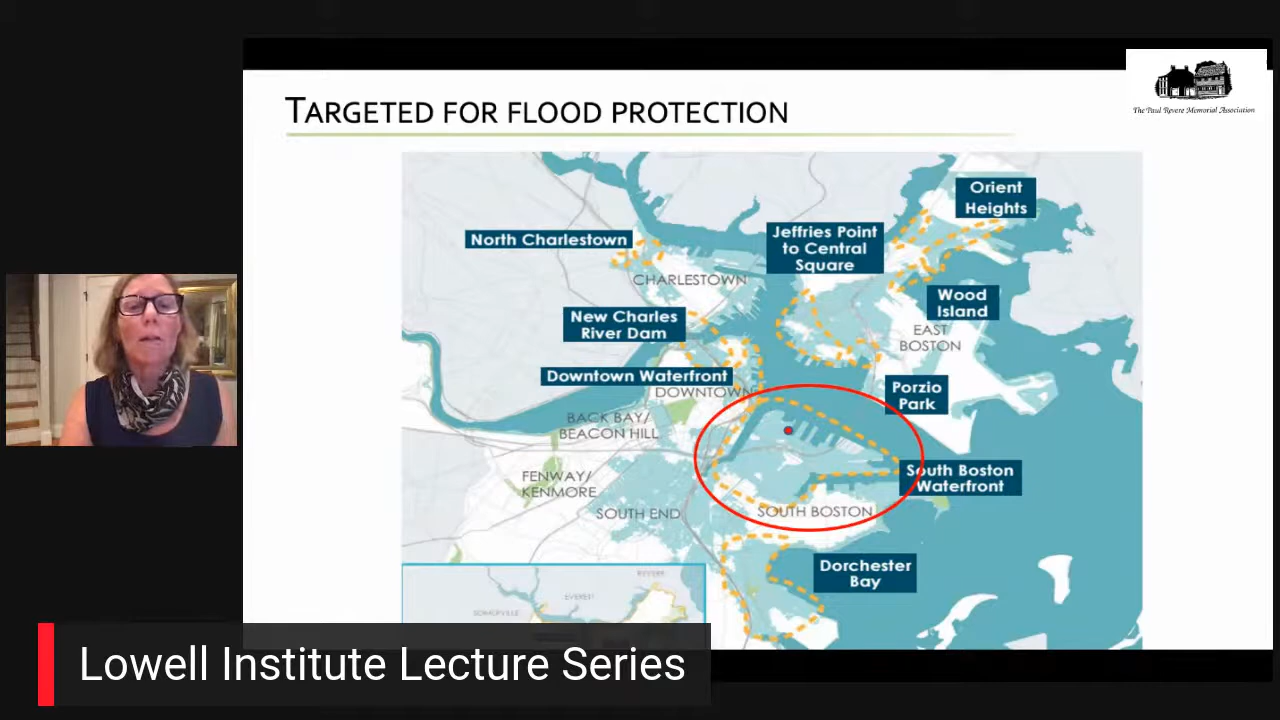 TARGETED FOR FLOOD PROTECTION
The Paul Revere Memorial Association
Orient
Heights
North Charlestown
Jeffries Point
to Central
Square
CHARLESTOWN
Wood
Island
New Charles
River Dam
EAST
BOSTON
Downtown Waterfront
DOWNTOWN
Porzio
Park
BACK BAY/
BEACON HILL
South Boston
Waterfront
FENWAY/
KENMORE
SOUTH END
SOUTH BOSTON
Dorchester
Bay
REVERE
EVERETT
SOMERVILLE
Lowell Institute Lecture Series